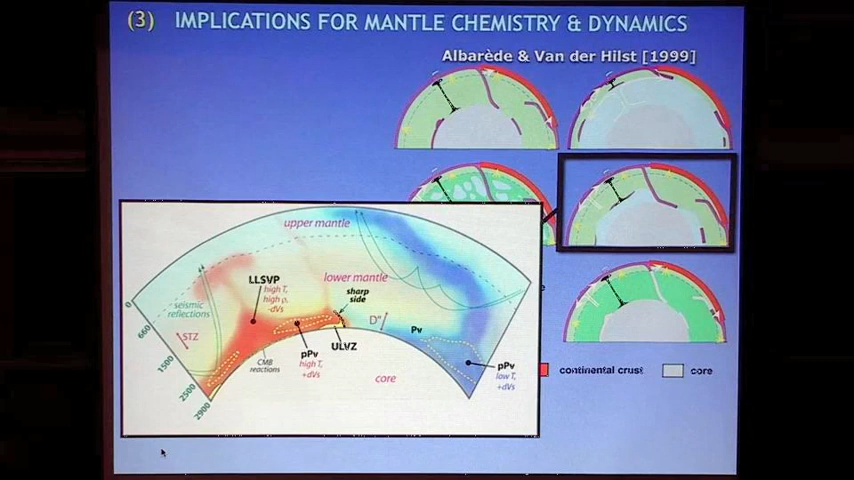 (3) IMPLICATIONS FOR MANTLE CHEMISTRY & DYNAMICS
Albarède & Van der Hilst [1999]
upper mantle
LLSVP
high T,
high ρ,
-dVs
lower mantle
sharp
side
seismic
reflections
STZ
D"
Pv
ULVZ
CMB
reactions
pPv
high T,
+dVs
core
pPv
low T,
+dVs
0
660
1500
2500
2900
continental crust
core